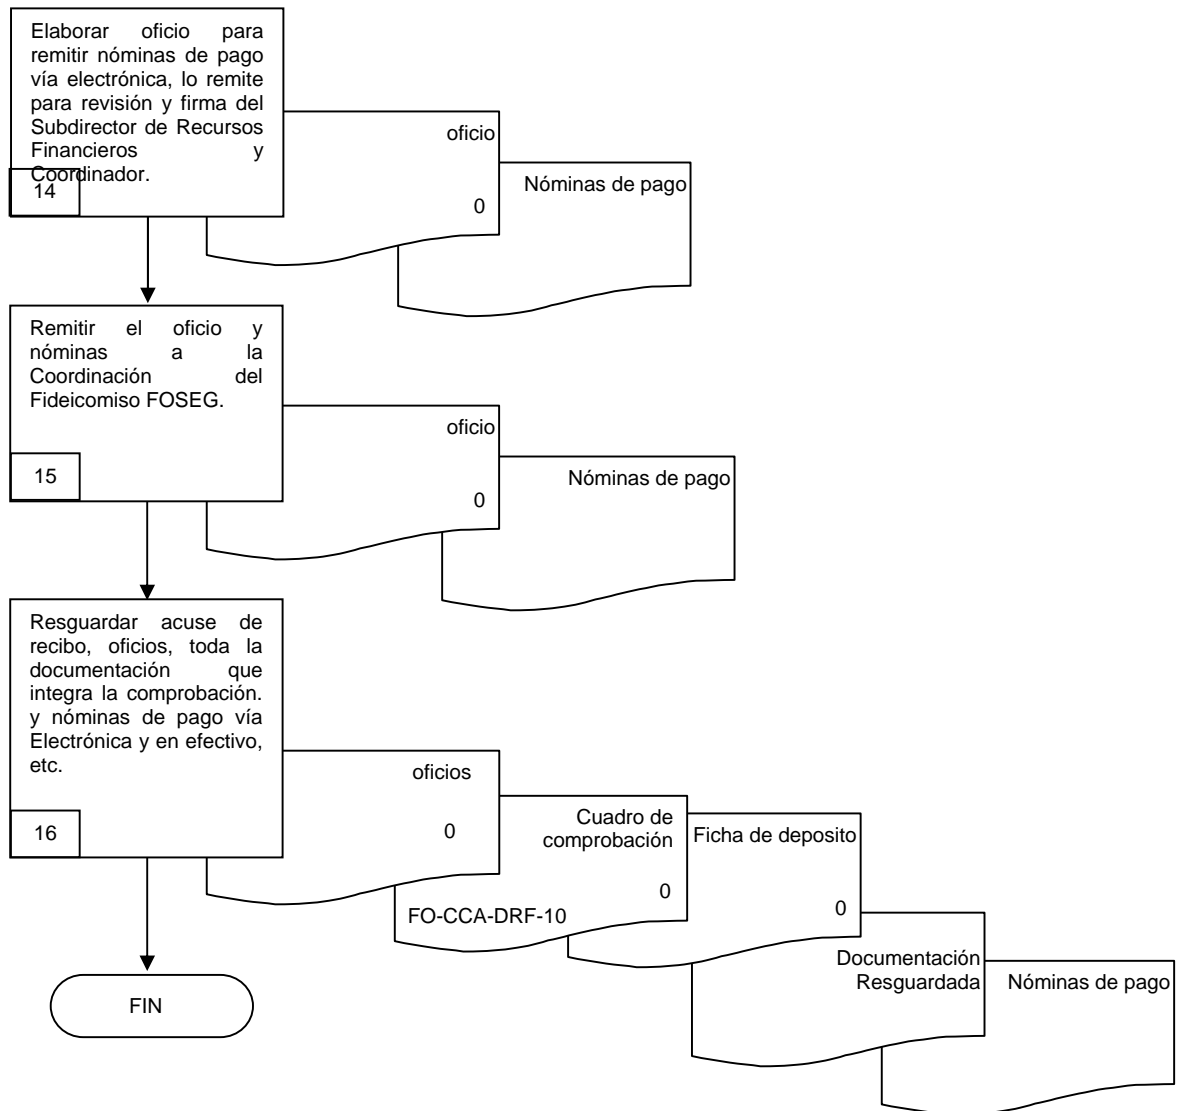 Elaborar oficio para
remitir nóminas de pago
vía electrónica, lo remite
para revisión y firma del
Subdirector de Recursos
Financieros y
Coordinador.
14
oficio
0
Nóminas de pago
Remitir el oficio y
nóminas a la
Coordinación del
Fideicomiso FOSEG.
15
oficio
0
Nóminas de pago
Resguardar acuse de
recibo, oficios, toda la
documentación que
integra la comprobación.
y nóminas de pago vía
Electrónica y en efectivo,
etc.
16
oficios
0
Cuadro de
comprobación
0
FO-CCA-DRF-10
Ficha de deposito
0
Documentación
Resguardada
Nóminas de pago
FIN